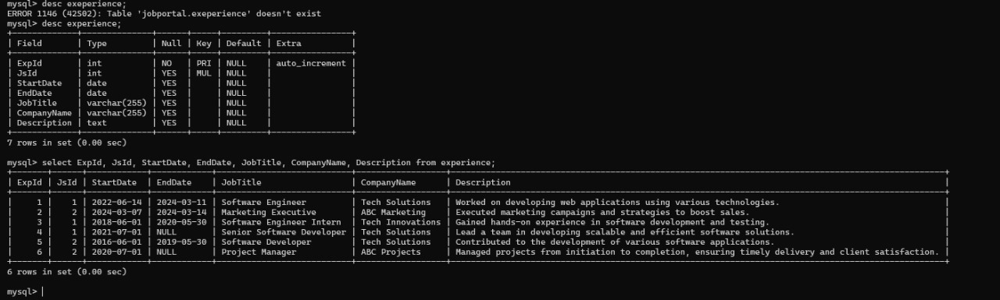 mysql> desc exeperience;
ERROR 1146 (42S02): Table 'jobportal.exeperience' doesn't exist
mysql> desc experience;
+-------------+--------------+------+-----+---------+----------------+
| Field       | Type         | Null | Key | Default | Extra          |
+-------------+--------------+------+-----+---------+----------------+
| ExpId       | int          | NO   | PRI | NULL    | auto_increment |
| JsId        | int          | YES  | MUL | NULL    |                |
| StartDate   | date         | YES  |     | NULL    |                |
| EndDate     | date         | YES  |     | NULL    |                |
| JobTitle    | varchar(255) | YES  |     | NULL    |                |
| CompanyName | varchar(255) | YES  |     | NULL    |                |
| Description | text         | YES  |     | NULL    |                |
+-------------+--------------+------+-----+---------+----------------+
7 rows in set (0.00 sec)

mysql> select ExpId, JsId, StartDate, EndDate, JobTitle, CompanyName, Description from experience;
+-------+------+------------+------------+---------------------------+------------------+---------------------------------------------------------------------------------------------------+
| ExpId | JsId | StartDate  | EndDate    | JobTitle                  | CompanyName      | Description                                                                                       |
+-------+------+------------+------------+---------------------------+------------------+---------------------------------------------------------------------------------------------------+
|     1 |    1 | 2022-06-14 | 2024-03-11 | Software Engineer         | Tech Solutions   | Worked on developing web applications using various technologies.                                 |
|     2 |    2 | 2024-03-07 | 2024-03-14 | Marketing Executive       | ABC Marketing    | Executed marketing campaigns and strategies to boost sales.                                       |
|     3 |    1 | 2018-06-01 | 2020-05-30 | Software Engineer Intern  | Tech Innovations | Gained hands-on experience in software development and testing.                                   |
|     4 |    1 | 2021-07-01 | NULL       | Senior Software Developer | Tech Solutions   | Lead a team in developing scalable and efficient software solutions.                              |
|     5 |    2 | 2016-06-01 | 2019-05-30 | Software Developer        | Tech Solutions   | Contributed to the development of various software applications.                                  |
|     6 |    2 | 2020-07-01 | NULL       | Project Manager           | ABC Projects     | Managed projects from initiation to completion, ensuring timely delivery and client satisfaction. |
+-------+------+------------+------------+---------------------------+------------------+---------------------------------------------------------------------------------------------------+
6 rows in set (0.00 sec)

mysql>